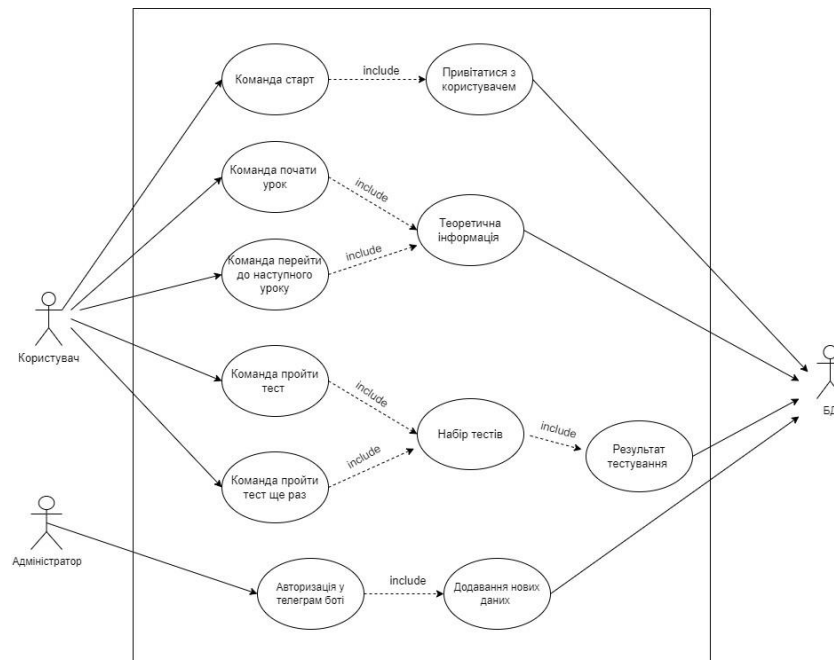 Команда старт
include
Привітатися з
користувачем
Команда почати
урок
include
Теоретична
інформація
Команда перейти
до наступного
уроку
include
Користувач
Команда пройти
тест
include
Набір тестів
include
Результат
тестування
БД
Команда пройти
тест ще раз
include
Адміністратор
Авторизація у
телеграм боті
include
Додавання нових
даних